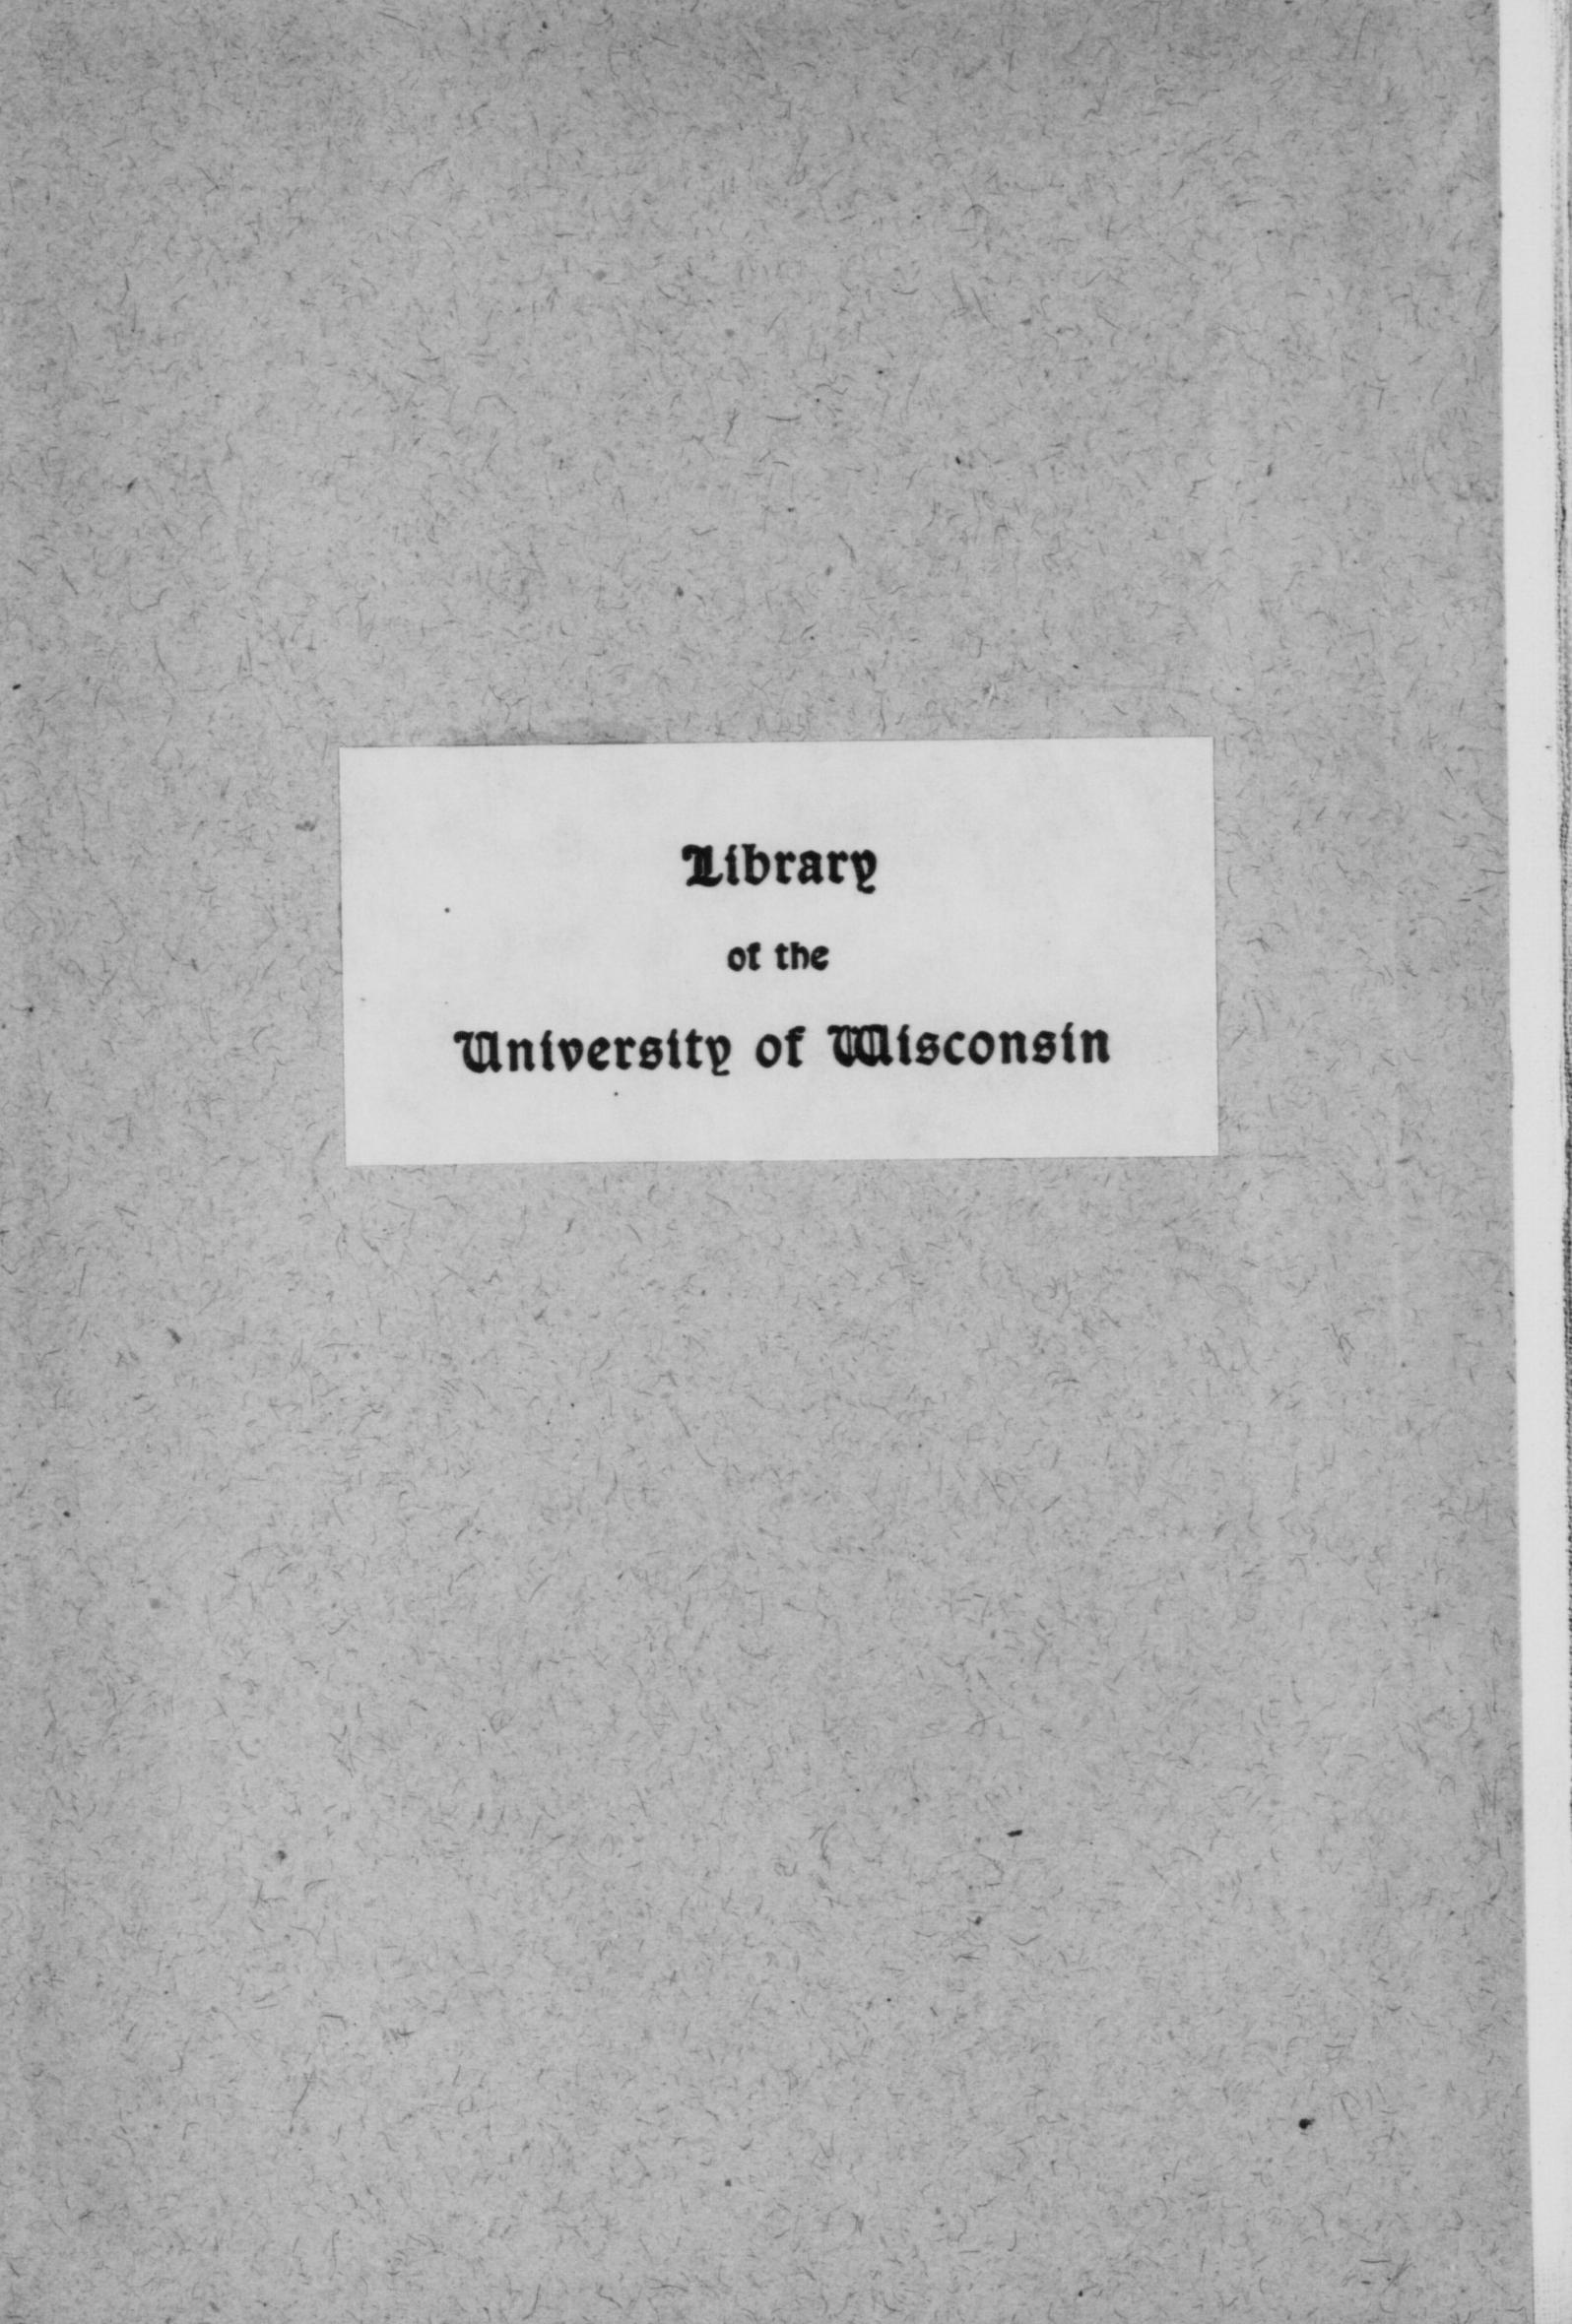 Library
of the
University of Wisconsin